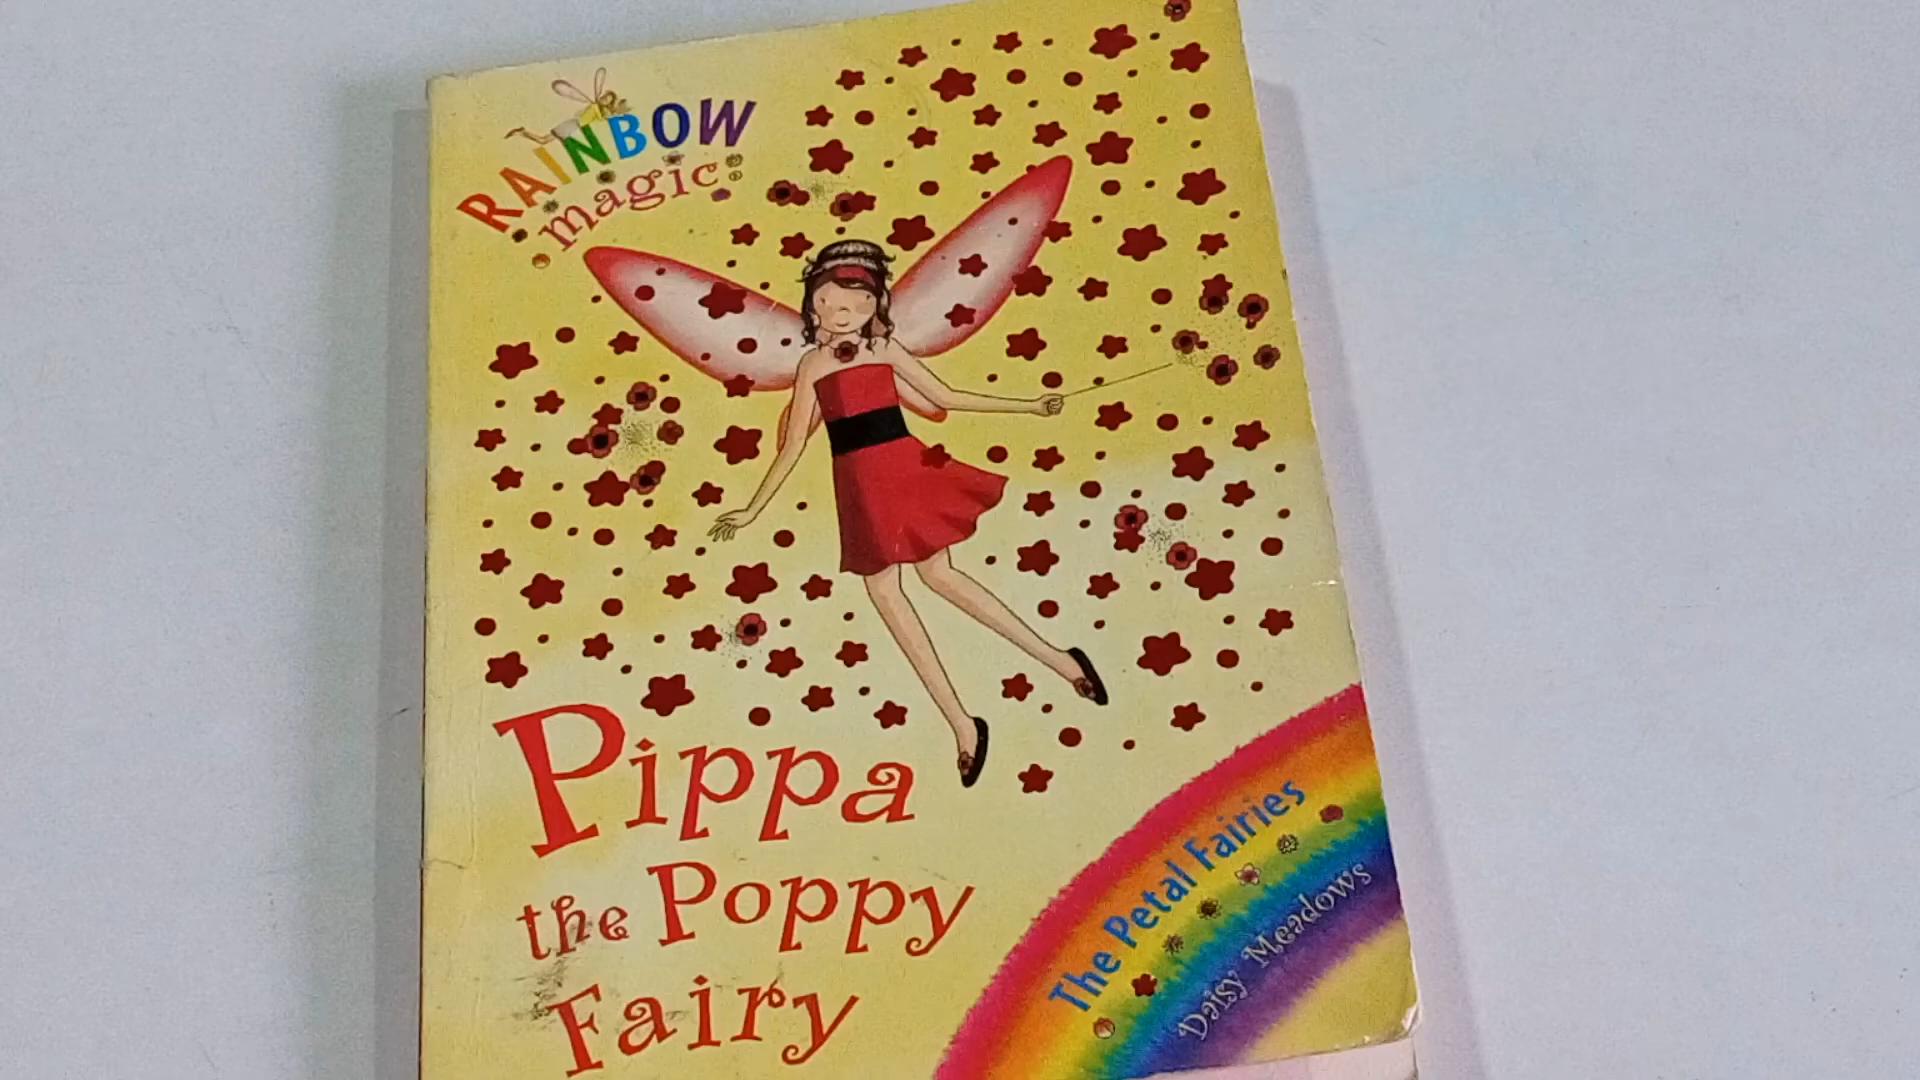 RAINBOW
magic
Pippa
the Poppy
Fairy
The Petal Fairies
Daisy Meadows